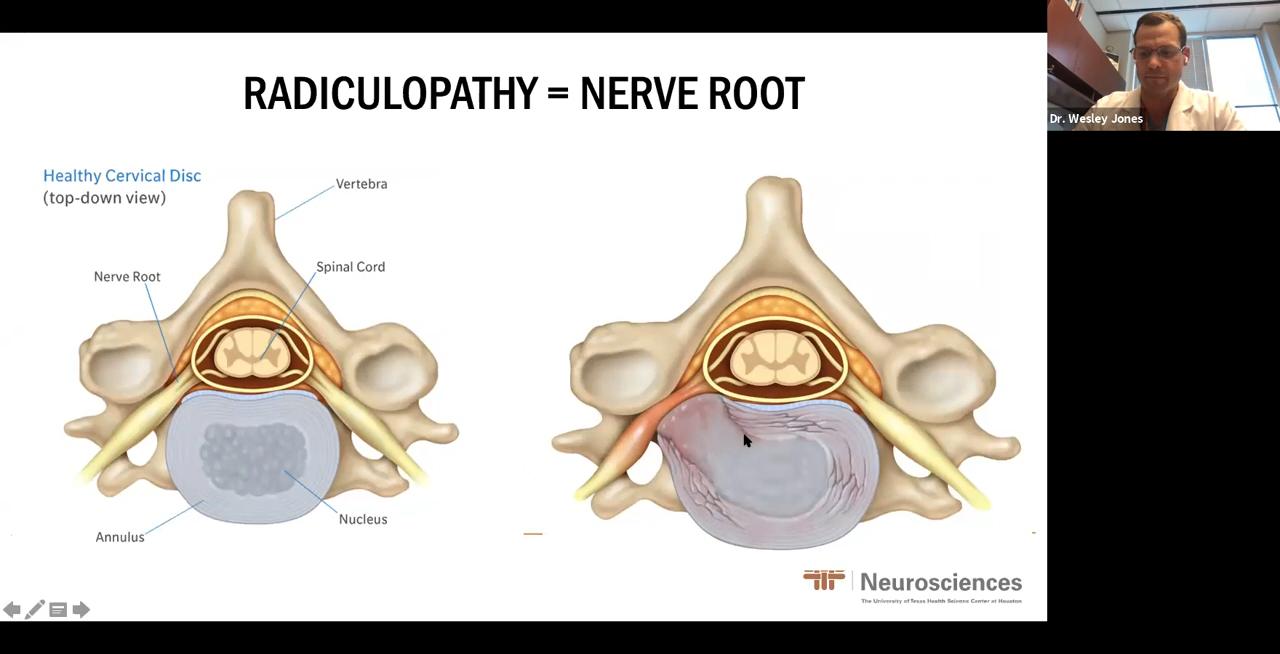 RADICULOPATHY = NERVE ROOT
Healthy Cervical Disc
(top-down view)
Vertebra
Nerve Root
Spinal Cord
Nucleus
Annulus
Neurosciences
The University of Texas Health Science Center at Houston
Dr. Wesley Jones